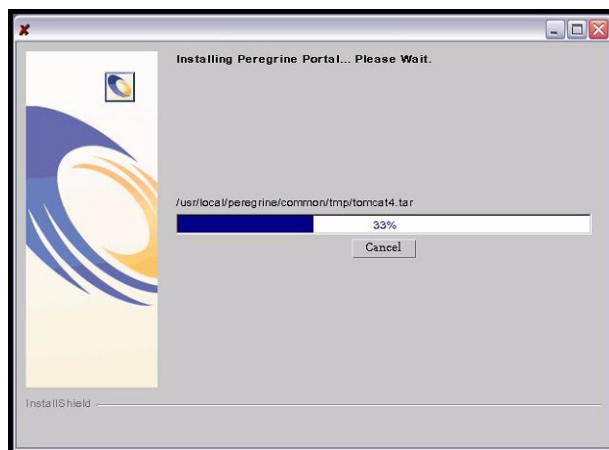 Installing Peregrine Portal... Please Wait.
/usr/local/peregrine/common/tmp/tomcat4.tar
33%
Cancel
InstallShield